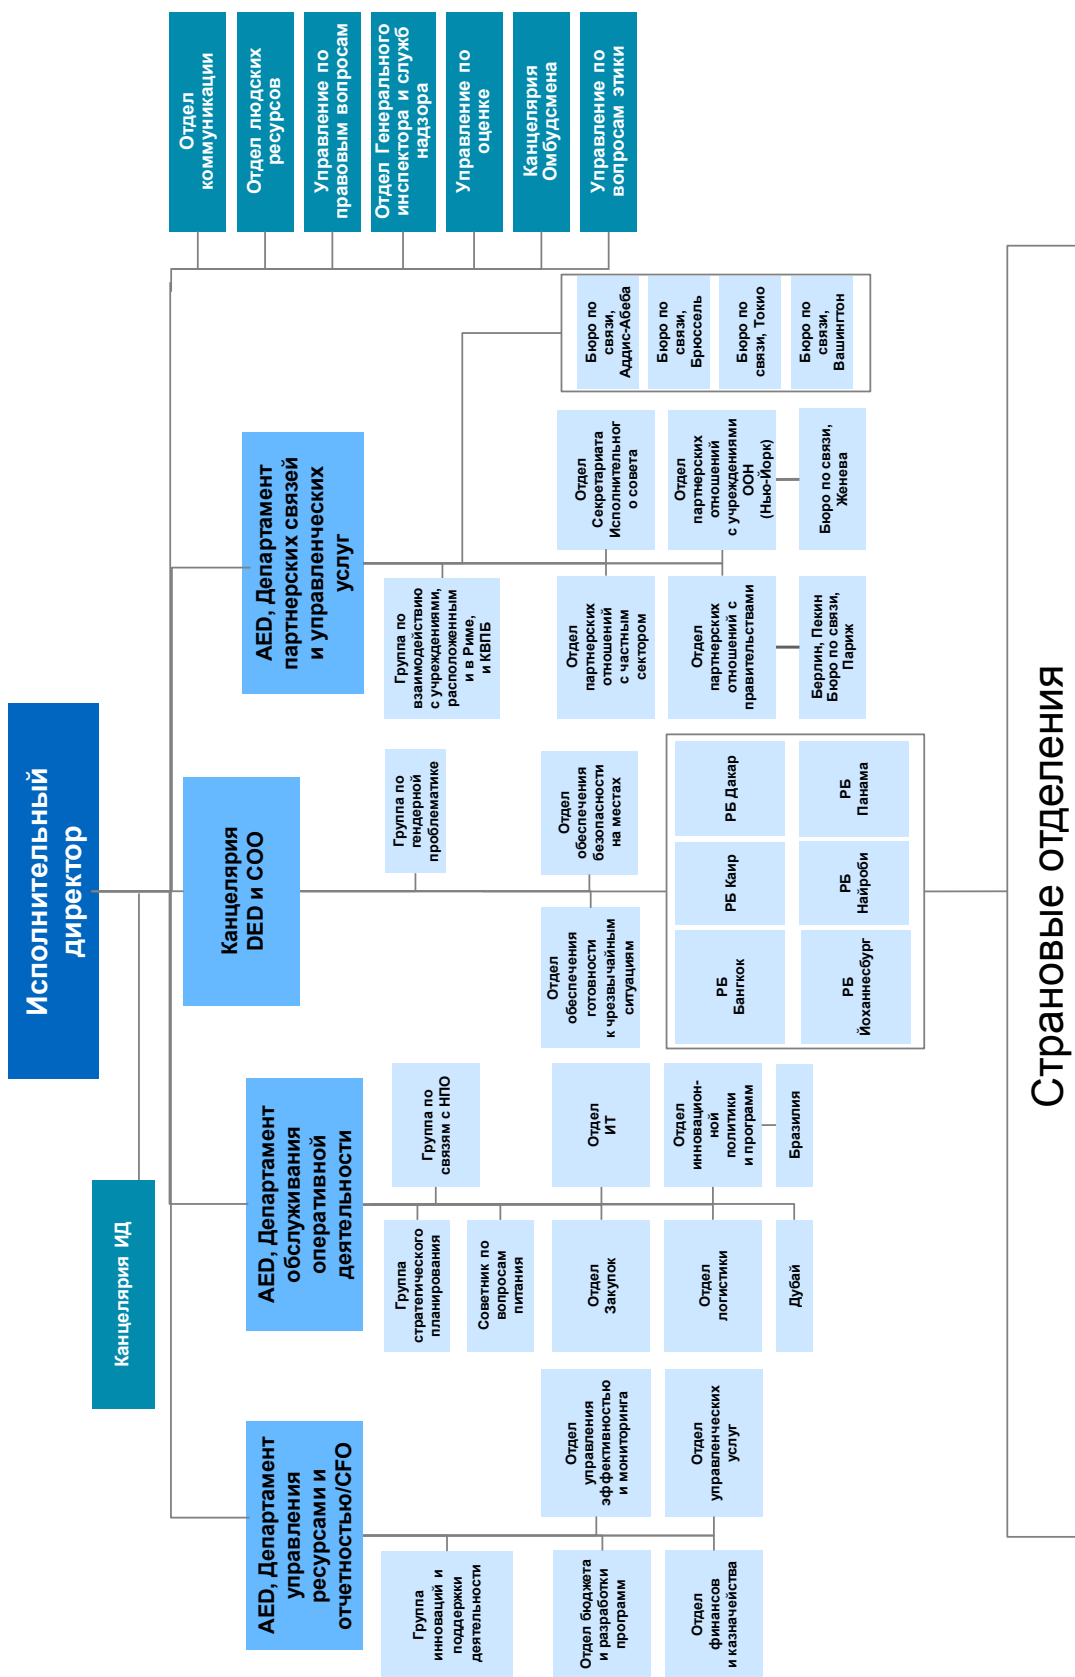 Исполнительный
директор
Канцелярия ИД
Отдел
коммуникации
Отдел людских
ресурсов
Управление по
правовым вопросам
Отдел Генерального
инспектора и служб
надзора
Управление по
оценке
Канцелярия
Омбудсмена
Управление по
вопросам этики
AED, Департамент
управления
ресурсами и
отчетностью/CFO
Группа
инноваций и
поддержки
деятельности
Отдел
управления
эффективностью
и мониторинга
Отдел бюджета
и разработки
программ
Отдел
управленческих
услуг
Отдел
финансов
и казначейства
AED, Департамент
обслуживания
оперативной
деятельности
Группа
стратегического
планирования
Группа по
связям с НПО
Советник по
вопросам
питания
Отдел
Закупок
Отдел
ИТ
Отдел
логистики
Отдел
инновацион-
ной
политики
и программ
Дубай
Бразилия
Канцелярия
DED и COO
Группа по
гендерной
проблематике
Отдел
обеспечения
готовности
к чрезвычайным
ситуациям
Отдел
обеспечения
безопасности
на местах
РБ
Бангкок
РБ Каир
РБ Дакар
РБ
Йоханнесбург
РБ
Найроби
РБ
Панама
AED, Департамент
партнерских связей
и управленческих
услуг
Группа по
взаимодействию
с учреждениями,
расположенным
и в Риме,
и КВПБ
Отдел
партнерских
отношений
с частным
сектором
Отдел
Секретариата
Исполнительног
о совета
Отдел
партнерских
отношений с
правительствами
Отдел
партнерских
отношений
с учреждениями
ООН
(Нью-Йорк)
Берлин, Пекин
Бюро по связи,
Париж
Бюро по связи,
Женева
Бюро по
связи,
Аддис-Абеба
Бюро по
связи,
Брюссель
Бюро по
связи, Токио
Бюро по
связи,
Вашингтон
Страновые отделения